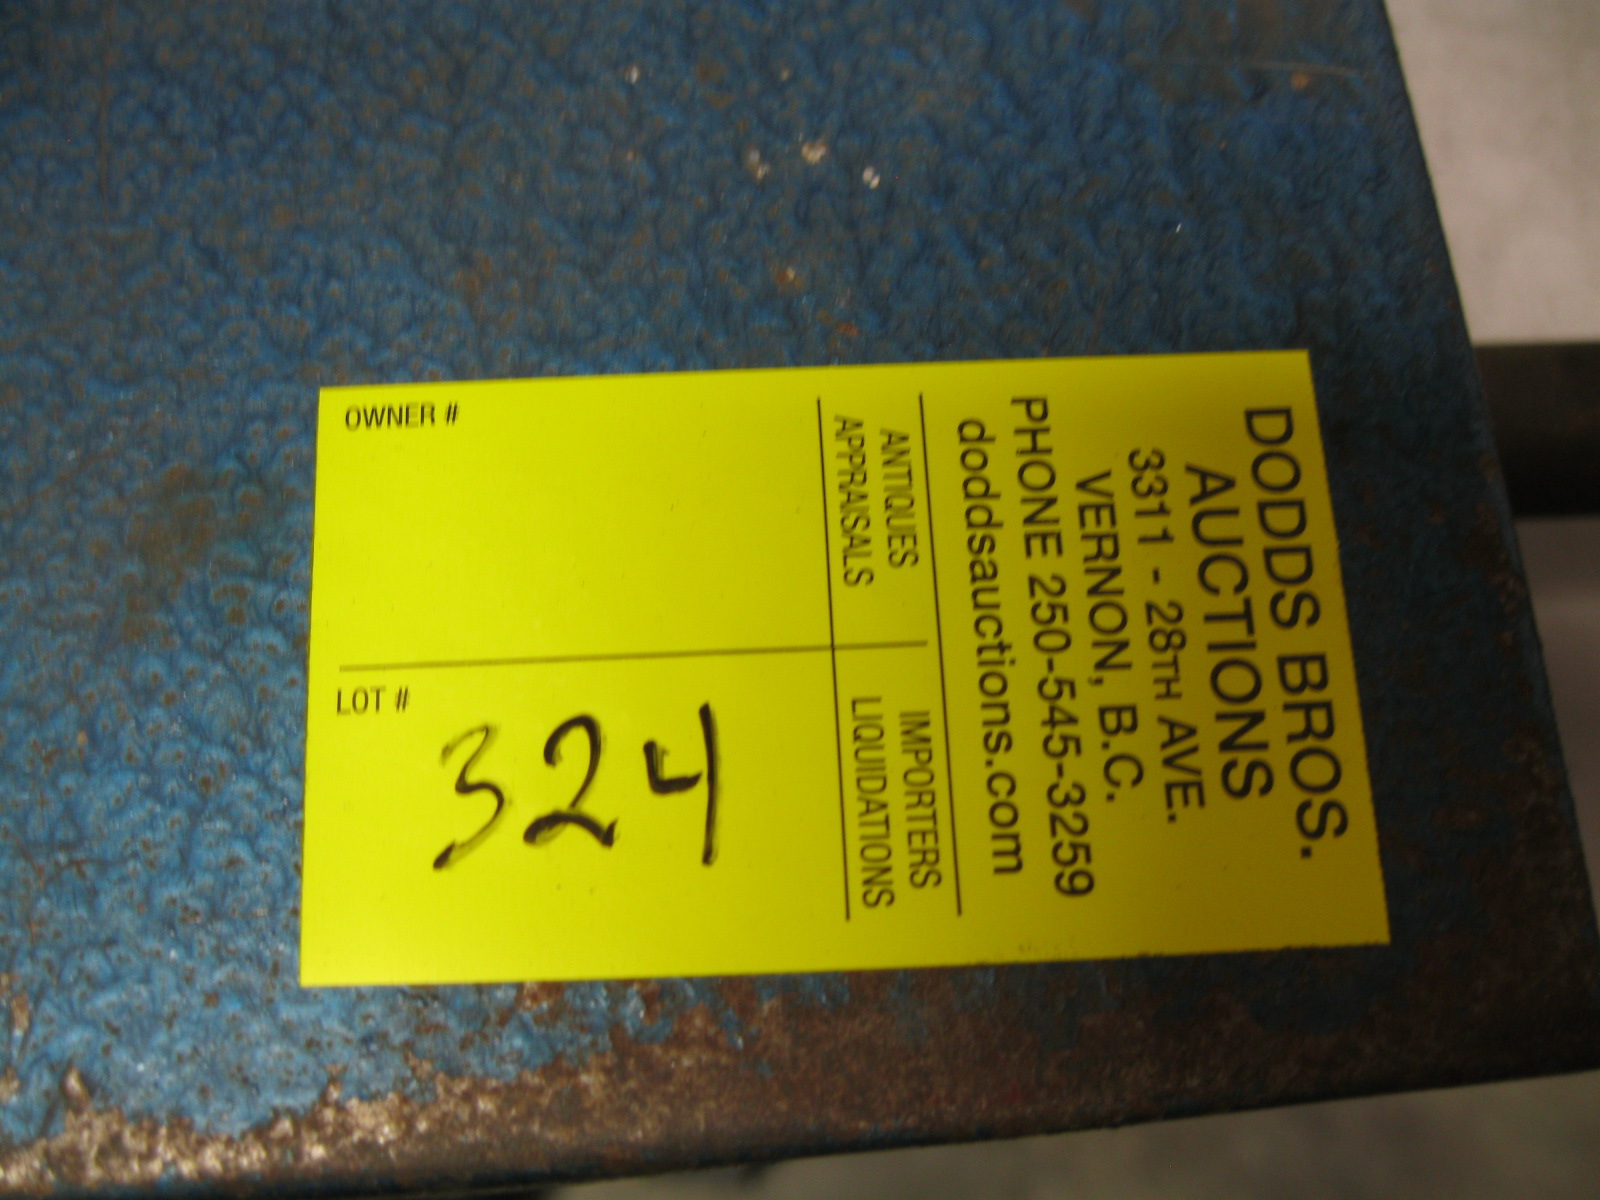 DODDS BROS.
AUCTIONS
3311 - 28TH AVE.
VERNON, B.C.
PHONE 250-545-3259
doddsauctions.com
ANTIQUES IMPORTERS
APPRAISALS LIQUIDATIONS
OWNER #
LOT #
324